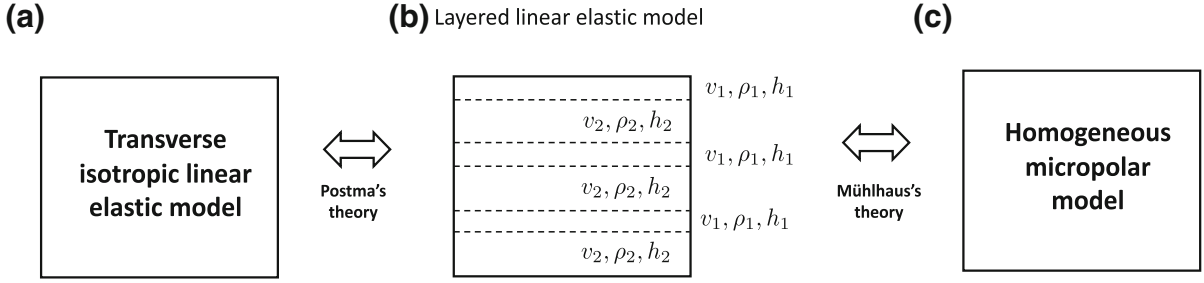 (a)
Transverse
isotropic linear
elastic model
Postma's
theory
(b) Layered linear elastic model
v₁, ρ₁, h₁
v₂, ρ₂, h₂
v₁, ρ₁, h₁
v₂, ρ₂, h₂
v₁, ρ₁, h₁
v₂, ρ₂, h₂
Mühlhaus's
theory
(c)
Homogeneous
micropolar
model